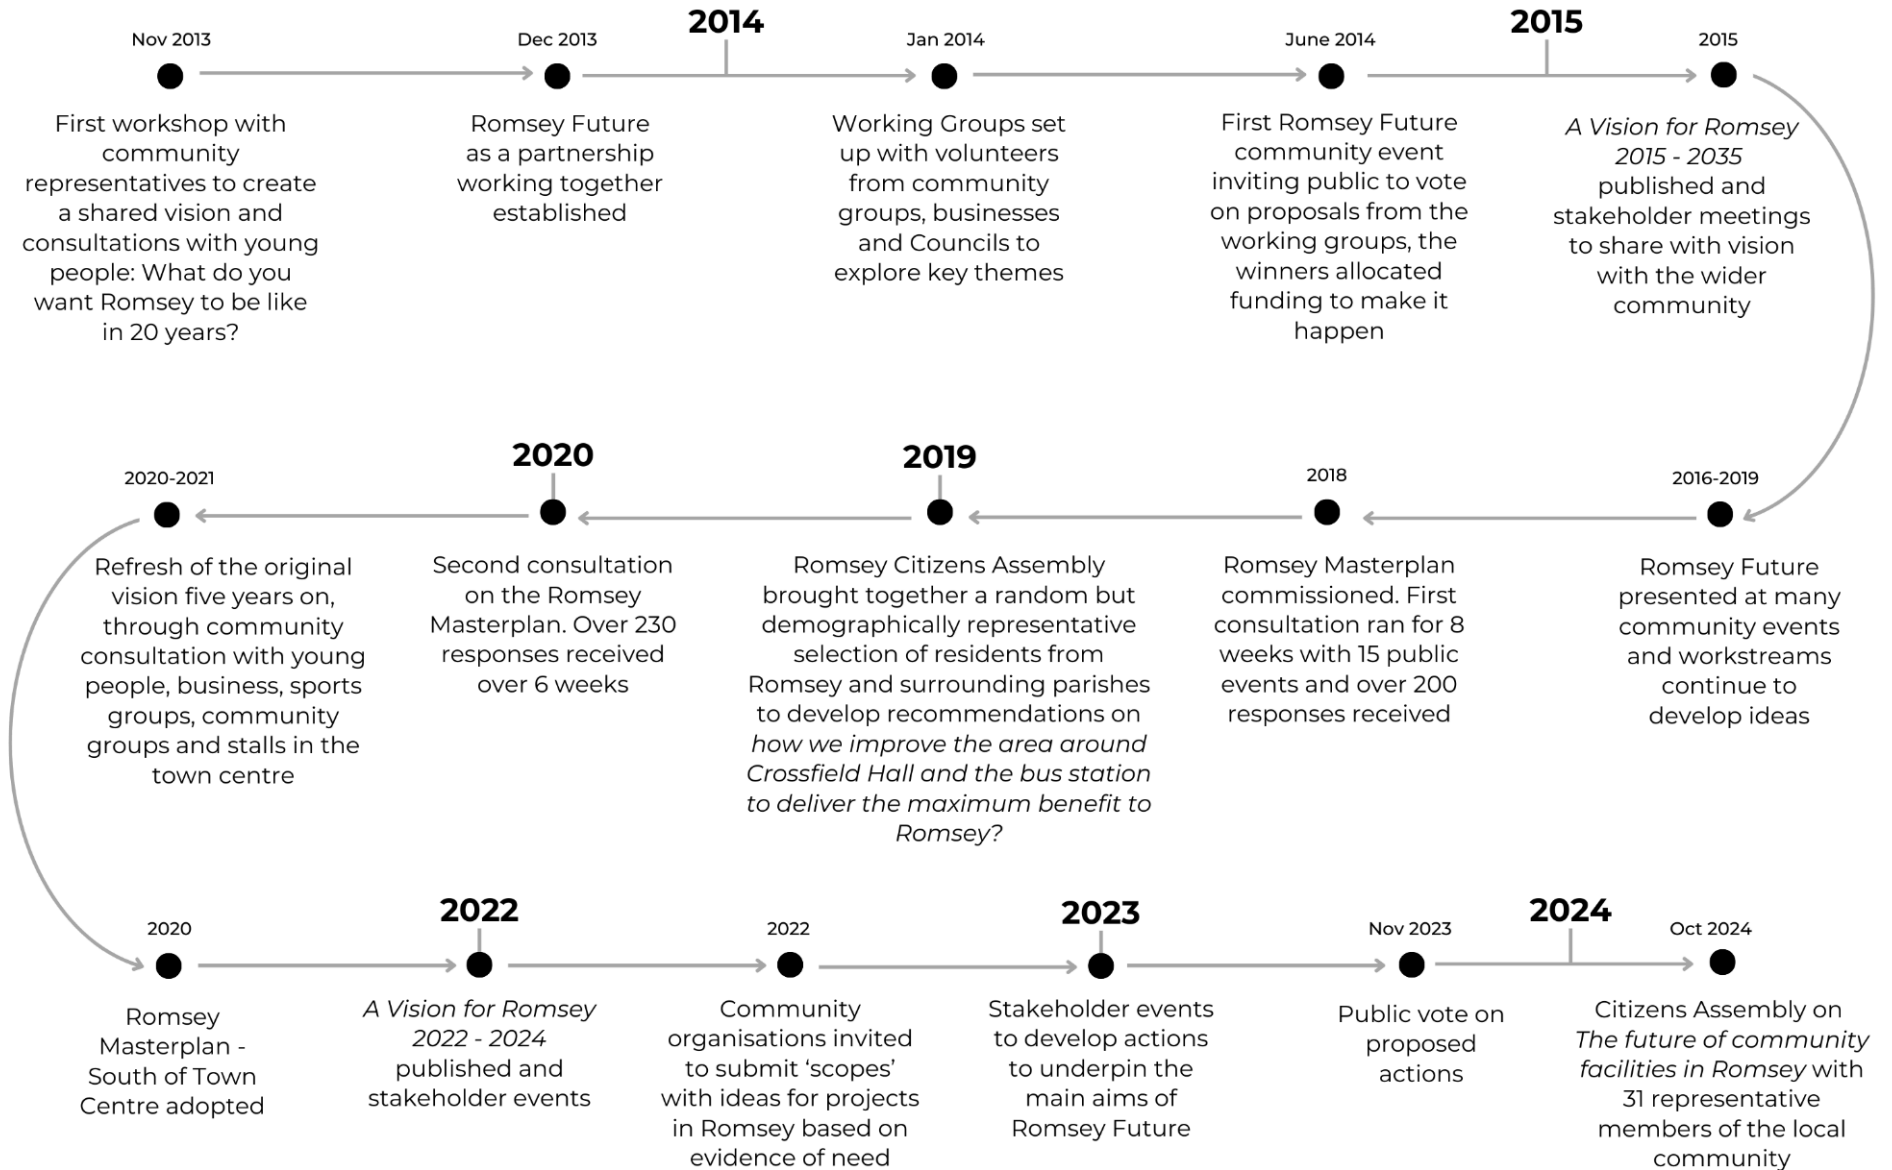 Nov 2013
First workshop with
community
representatives to create
a shared vision and
consultations with young
people: What do you
want Romsey to be like
in 20 years?
Dec 2013
Romsey Future
as a partnership
working together
established
2014
Jan 2014
Working Groups set
up with volunteers
from community
groups, businesses
and Councils to
explore key themes
June 2014
First Romsey Future
community event
inviting public to vote
on proposals from the
working groups, the
winners allocated
funding to make it
happen
2015
2015
A Vision for Romsey
2015 - 2035
published and
stakeholder meetings
to share with vision
with the wider
community
2016-2019
Romsey Future
presented at many
community events
and workstreams
continue to
develop ideas
2018
Romsey Masterplan
commissioned. First
consultation ran for 8
weeks with 15 public
events and over 200
responses received
2019
Romsey Citizens Assembly
brought together a random but
demographically representative
selection of residents from
Romsey and surrounding parishes
to develop recommendations on
how we improve the area around
Crossfield Hall and the bus station
to deliver the maximum benefit to
Romsey?
2020
Second consultation
on the Romsey
Masterplan. Over 230
responses received
over 6 weeks
2020-2021
Refresh of the original
vision five years on,
through community
consultation with young
people, business, sports
groups, community
groups and stalls in the
town centre
2020
Romsey
Masterplan -
South of Town
Centre adopted
2022
A Vision for Romsey
2022 - 2024
published and
stakeholder events
2022
Community
organisations invited
to submit ‘scopes’
with ideas for projects
in Romsey based on
evidence of need
2023
Stakeholder events
to develop actions
to underpin the
main aims of
Romsey Future
Nov 2023
Public vote on
proposed
actions
2024
Oct 2024
Citizens Assembly on
The future of community
facilities in Romsey with
31 representative
members of the local
community